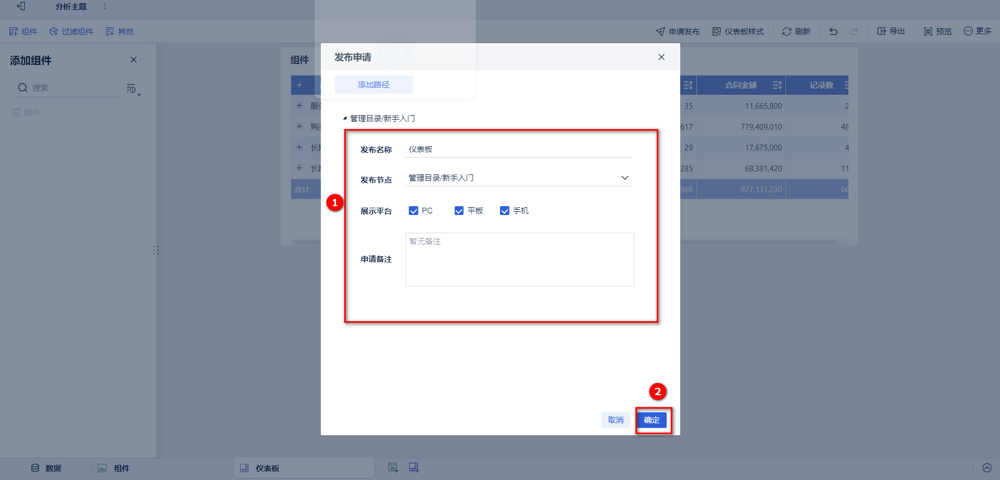 分析主题
组件
过滤组件
其他
申请发布
仪表板样式
刷新
导出
预览
更多
添加组件
搜索
组件
组件
合同金额
记录数
服
35
11,665,800
2
购
617
779,409,010
48
长
29
17,675,000
4
长
285
68,381,420
11
合计
966
877,131,230
66
发布申请
添加路径
管理目录/新手入门
发布名称
仪表板
发布节点
管理目录/新手入门
1
展示平台
PC
平板
手机
申请备注
暂无备注
2
取消
确定
数据
组件
仪表板